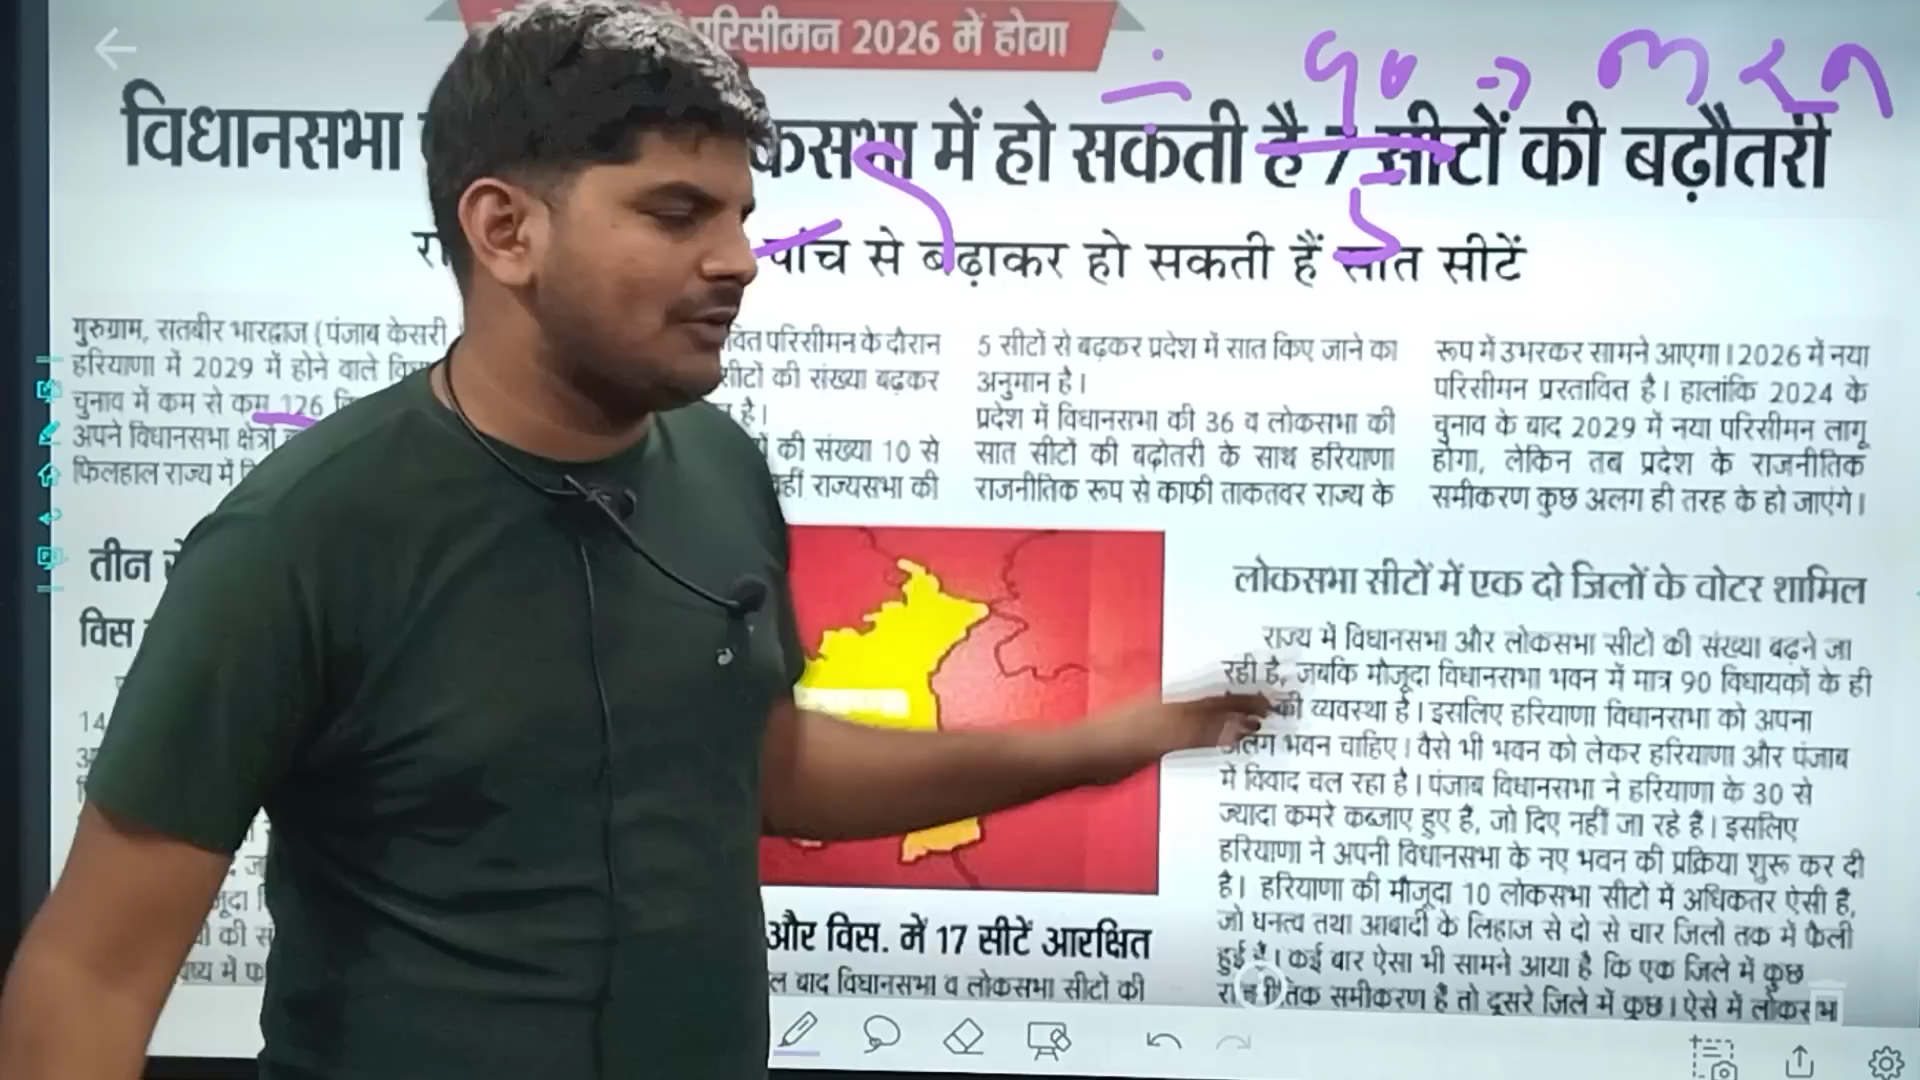 परिसीमन 2026 में होगा
विधानसभा
में हो सकती है 7 सीटों की बढ़ौतरी
पांच से बढ़ाकर हो सकती हैं सात सीटें
गुरुग्राम, सतबीर भारद्वाज (पंजाब केसरी
हरियाणा में 2029 में होने वाले
चुनाव में कम से कम 126
अपने विधानसभा क्षेत्रों
फिलहाल राज्य में
परिसीमन के दौरान
सीटों की संख्या बढ़कर
है।
की संख्या 10 से
वहीं राज्यसभा की
5 सीटों से बढ़कर प्रदेश में सात किए जाने का
अनुमान है।
प्रदेश में विधानसभा की 36 व लोकसभा की
सात सीटों की बढ़ोतरी के साथ हरियाणा
राजनीतिक रूप से काफी ताकतवर राज्य के
रूप में उभरकर सामने आएगा। 2026 में नया
परिसीमन प्रस्तावित है। हालांकि 2024 के
चुनाव के बाद 2029 में नया परिसीमन लागू
होगा, लेकिन तब प्रदेश के राजनीतिक
समीकरण कुछ अलग ही तरह के हो जाएंगे।
तीन
विस
14
और विस. में 17 सीटें आरक्षित
बाद विधानसभा व लोकसभा सीटों की
लोकसभा सीटों में एक दो जिलों के वोटर शामिल
राज्य में विधानसभा और लोकसभा सीटों की संख्या बढ़ने जा
रही है, जबकि मौजूदा विधानसभा भवन में मात्र 90 विधायकों के ही
की व्यवस्था है। इसलिए हरियाणा विधानसभा को अपना
अलग भवन चाहिए। वैसे भी भवन को लेकर हरियाणा और पंजाब
में विवाद चल रहा है। पंजाब विधानसभा ने हरियाणा के 30 से
ज्यादा कमरे कब्जाए हुए हैं, जो दिए नहीं जा रहे हैं। इसलिए
हरियाणा ने अपनी विधानसभा के नए भवन की प्रक्रिया शुरू कर दी
है। हरियाणा की मौजूदा 10 लोकसभा सीटों में अधिकतर ऐसी है,
जो घनत्व तथा आबादी के लिहाज से दो से चार जिलों तक में फैली
हुई हैं। कई बार ऐसा भी सामने आया है कि एक जिले में कुछ
राजनीतिक समीकरण हैं तो दूसरे जिले में कुछ। ऐसे में लोकसभ